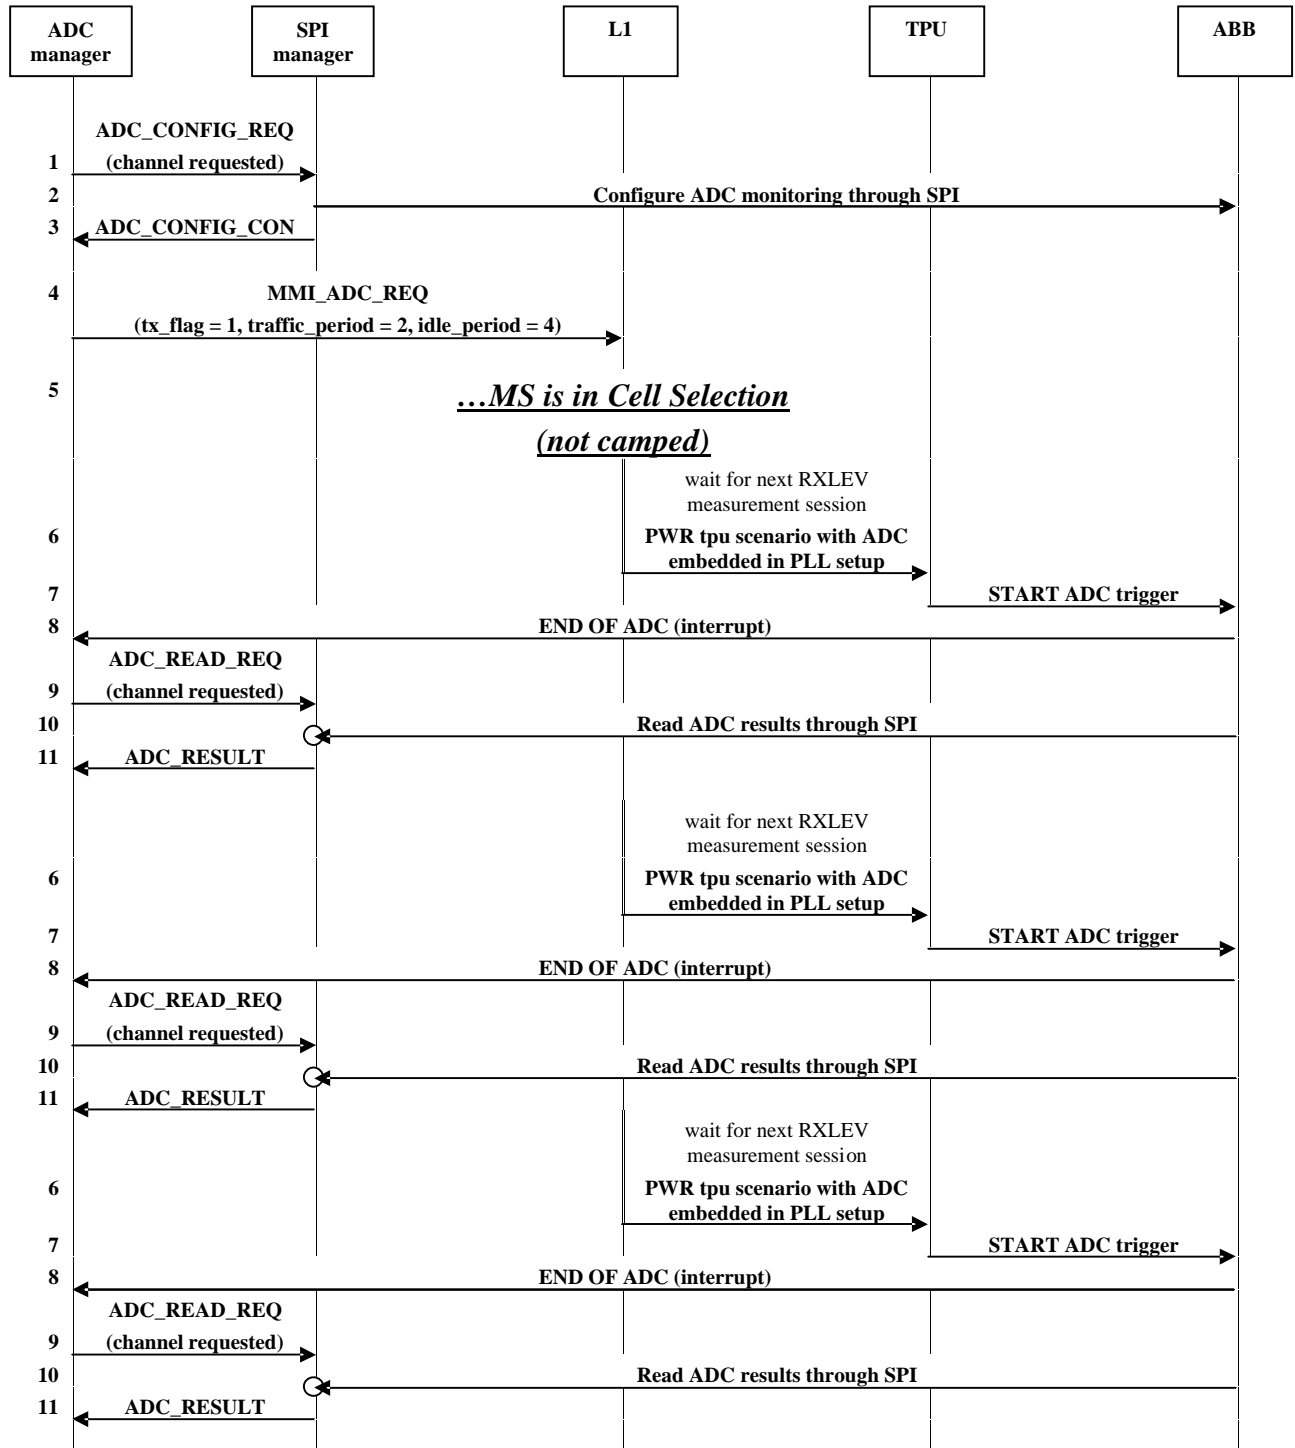 ADC
manager
SPI
manager
L1
TPU
ABB
ADC_CONFIG_REQ
1 (channel requested)
2 Configure ADC monitoring through SPI
3 ADC_CONFIG_CON
4 MMI_ADC_REQ
(tx_flag = 1, traffic_period = 2, idle_period = 4)
5 …MS is in Cell Selection
(not camped)
wait for next RXLEV
measurement session
6 PWR tpu scenario with ADC
embedded in PLL setup
7 START ADC trigger
8 END OF ADC (interrupt)
ADC_READ_REQ
9 (channel requested)
10 Read ADC results through SPI
11 ADC_RESULT
wait for next RXLEV
measurement session
6 PWR tpu scenario with ADC
embedded in PLL setup
7 START ADC trigger
8 END OF ADC (interrupt)
ADC_READ_REQ
9 (channel requested)
10 Read ADC results through SPI
11 ADC_RESULT
wait for next RXLEV
measurement session
6 PWR tpu scenario with ADC
embedded in PLL setup
7 START ADC trigger
8 END OF ADC (interrupt)
ADC_READ_REQ
9 (channel requested)
10 Read ADC results through SPI
11 ADC_RESULT